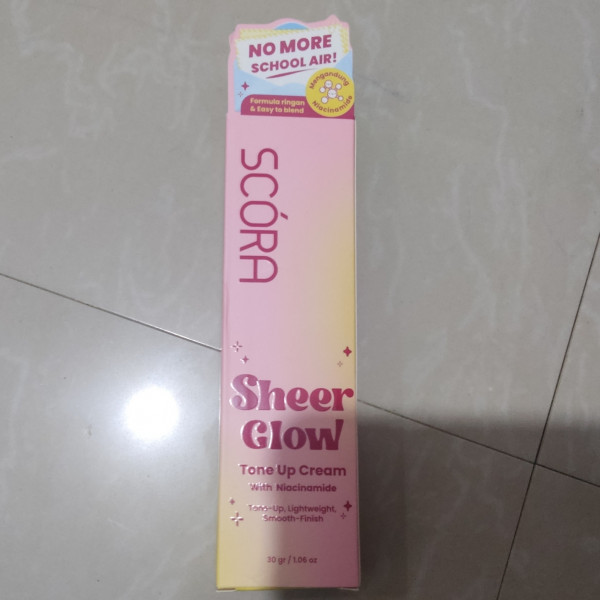 NO MORE
SCHOOL AIR!
Mengandung
Niacinamide
Formula ringan
& Easy to blend
SCÓRA
Sheer
Glow
Tone Up Cream
With Niacinamide
Tone-Up, Lightweight,
Smooth-Finish
30 gr / 1.06 oz